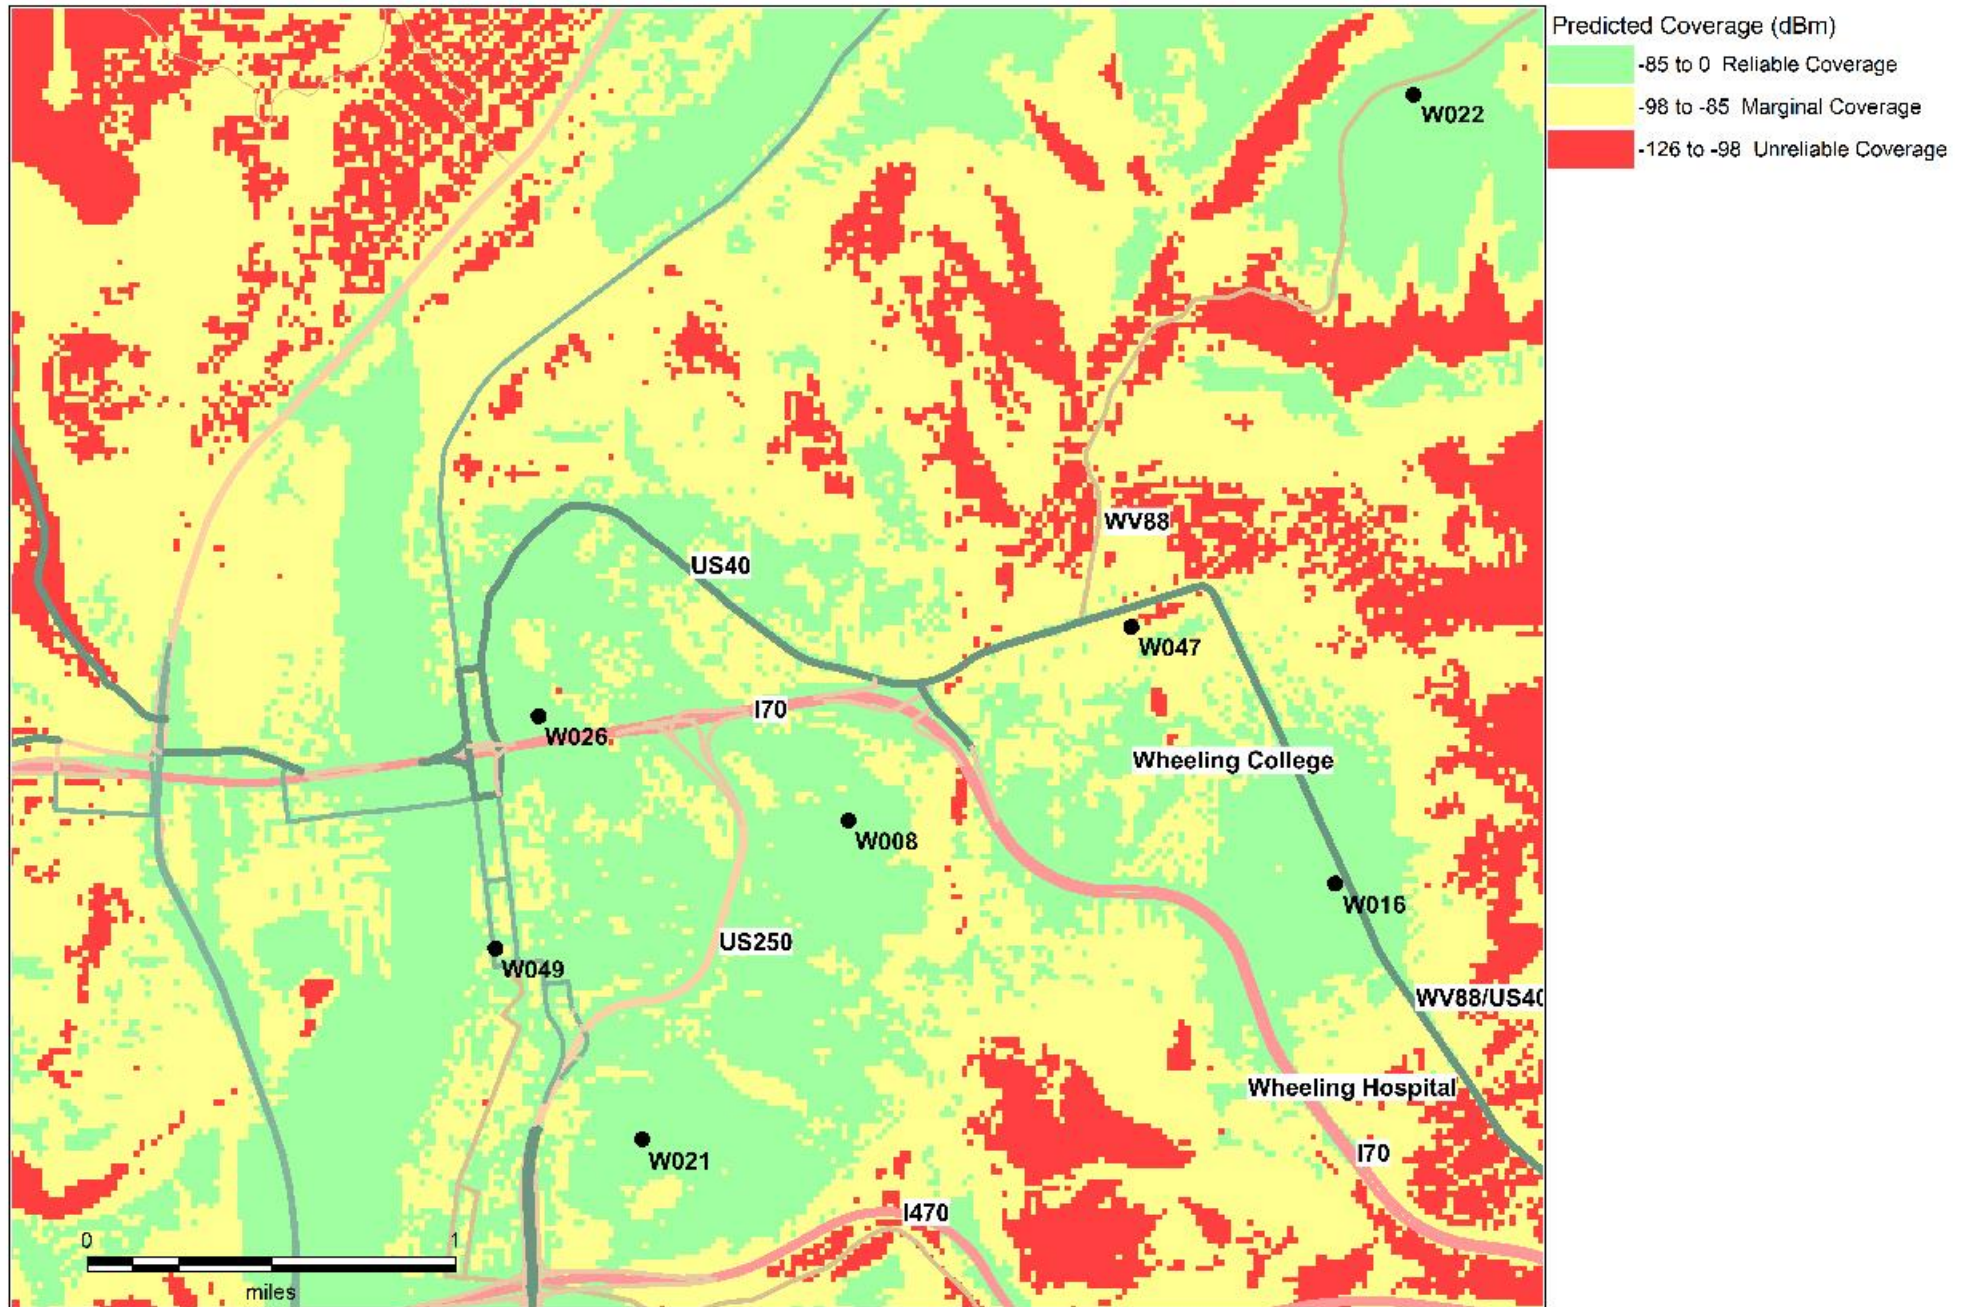 Predicted Coverage (dBm)
-85 to 0 Reliable Coverage
-98 to -85 Marginal Coverage
-126 to -98 Unreliable Coverage
W022
WV88
US40
W047
I70
W026
Wheeling College
W008
W016
US250
W049
WV88/US40
Wheeling Hospital
I70
W021
I470
0 1
miles